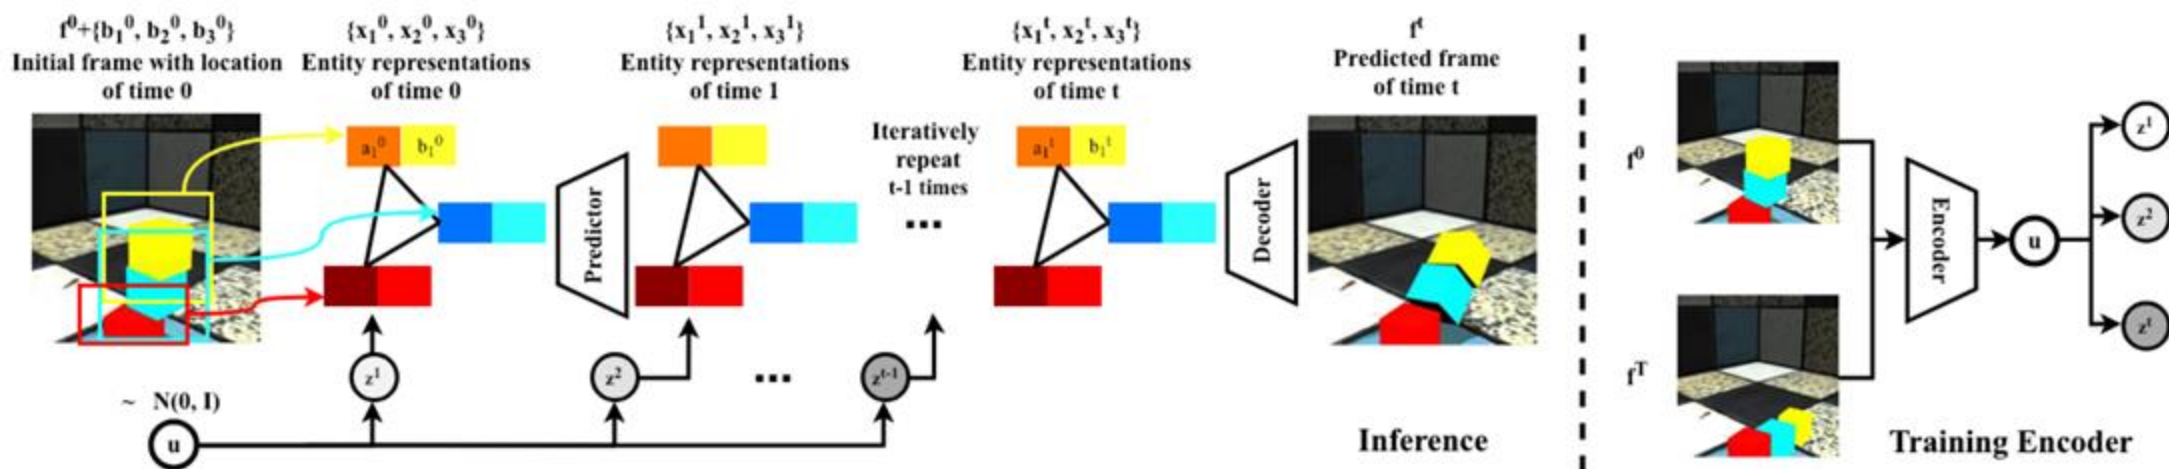 f⁰+{b₁⁰, b₂⁰, b₃⁰}
Initial frame with location
of time 0
{x₁⁰, x₂⁰, x₃⁰}
Entity representations
of time 0
a₁⁰ b₁⁰
Predictor
{x₁¹, x₂¹, x₃¹}
Entity representations
of time 1
Iteratively
repeat
t-1 times
...
{x₁ᵗ, x₂ᵗ, x₃ᵗ}
Entity representations
of time t
a₁ᵗ b₁ᵗ
Decoder
fᵗ
Predicted frame
of time t
z¹
z²
...
zᵗ⁻¹
~ N(0, I)
u
Inference
f⁰
fᵀ
Encoder
u
z¹
z²
zᵗ
Training Encoder